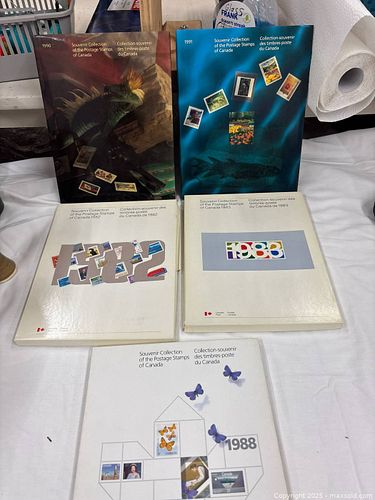 1990
Souvenir Collection
of the Postage Stamps
of Canada
Collection-souvenir
des timbres-poste
du Canada
1991
Souvenir Collection
of the Postage Stamps
of Canada
Collection-souvenir
des timbres-poste
du Canada
Souvenir Collection
of the Postage Stamps
of Canada 1982
Collection-souvenir des
timbres-poste
du Canada de 1982
1982
Souvenir Collection
of the Postage Stamps
of Canada 1983
Collection-souvenir des
timbres-poste
du Canada de 1983
1983
Souvenir Collection
of the Postage Stamps
of Canada
Collection-souvenir
des timbres-poste
du Canada
1988
FRANK
Copyright 2025 - maxsold.com